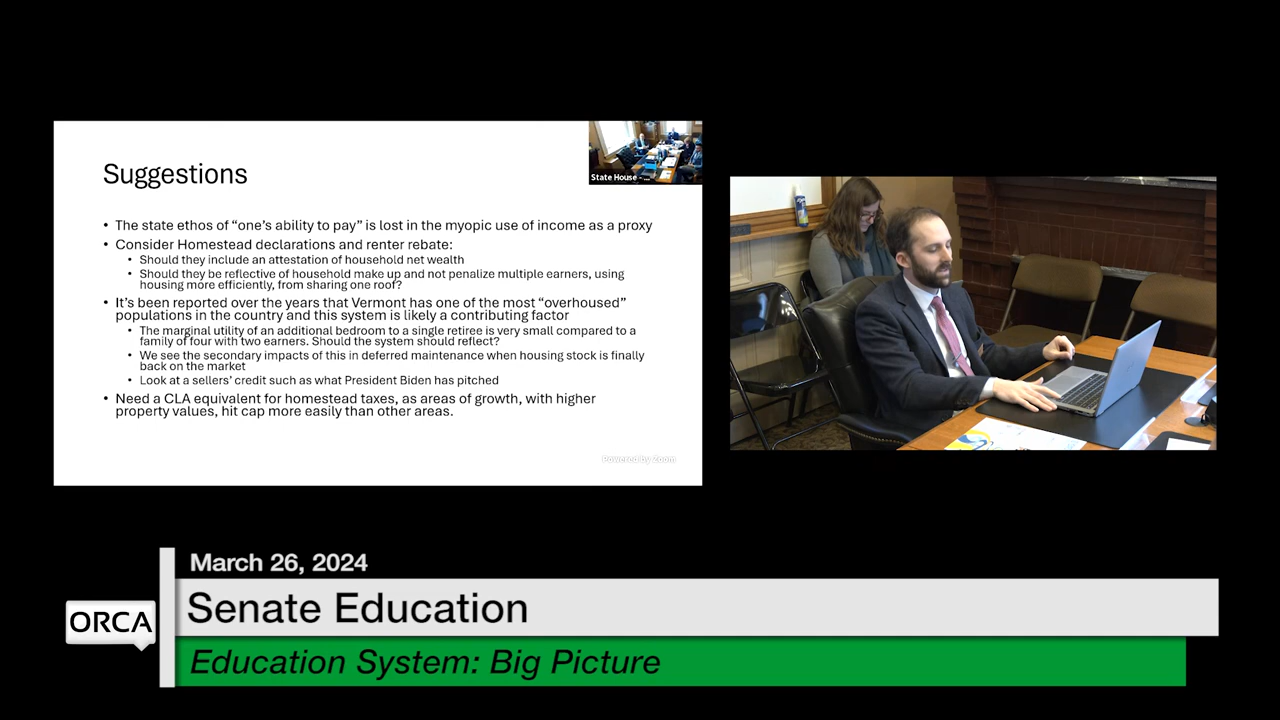 Suggestions
State House - ...
• The state ethos of “one’s ability to pay” is lost in the myopic use of income as a proxy
• Consider Homestead declarations and renter rebate:
• Should they include an attestation of household net wealth
• Should they be reflective of household make up and not penalize multiple earners, using
housing more efficiently, from sharing one roof?
• It’s been reported over the years that Vermont has one of the most “overhoused”
populations in the country and this system is likely a contributing factor
• The marginal utility of an additional bedroom to a single retiree is very small compared to a
family of four with two earners. Should the system should reflect?
• We see the secondary impacts of this in deferred maintenance when housing stock is finally
back on the market
• Look at a sellers’ credit such as what President Biden has pitched
• Need a CLA equivalent for homestead taxes, as areas of growth, with higher
property values, hit cap more easily than other areas.
Powered by Zoom
March 26, 2024
ORCA
Senate Education
Education System: Big Picture